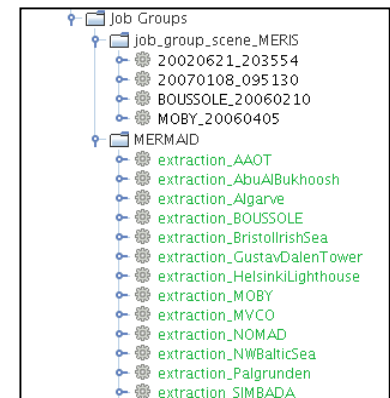 Job Groups
job_group_scene_MERIS
20020621_203554
20070108_095130
BOUSSOLE_20060210
MOBY_20060405
MERMAID
extraction_AAOT
extraction_AbuAlBukhoosh
extraction_Algarve
extraction_BOUSSOLE
extraction_BristolIrishSea
extraction_GustavDalenTower
extraction_HelsinkiLighthouse
extraction_MOBY
extraction_MVCO
extraction_NOMAD
extraction_NWBalticSea
extraction_Palgrunden
extraction_SIMBADA